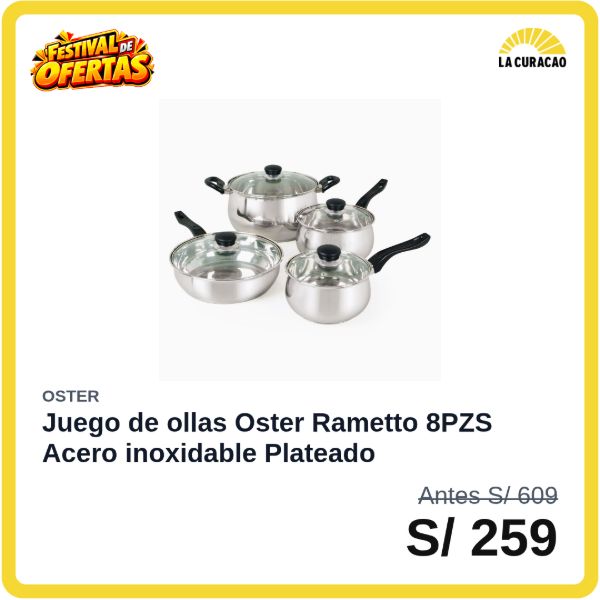 FESTIVAL DE
OFERTAS
LA CURACAO
OSTER
Juego de ollas Oster Rametto 8PZS
Acero inoxidable Plateado
Antes S/ 609
S/ 259